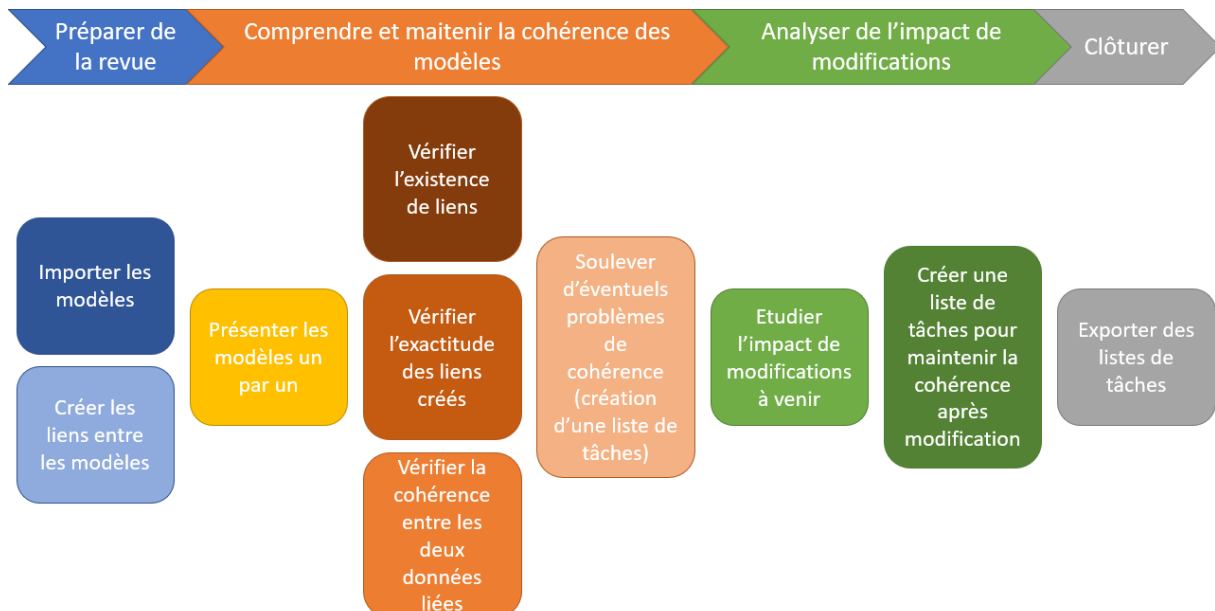 Préparer de
la revue
Comprendre et maitenir la cohérence des
modèles
Analyser de l'impact de
modifications
Clôturer
Importer les
modèles
Créer les
liens entre
les modèles
Présenter les
modèles un
par un
Vérifier
l'existence
de liens
Vérifier
l'exactitude
des liens
créés
Vérifier la
cohérence
entre les
deux
données
liées
Soulever
d'éventuels
problèmes
de
cohérence
(création
d'une liste de
tâches)
Etudier
l'impact de
modifications
à venir
Créer une
liste de
tâches pour
maintenir la
cohérence
après
modification
Exporter des
listes de
tâches